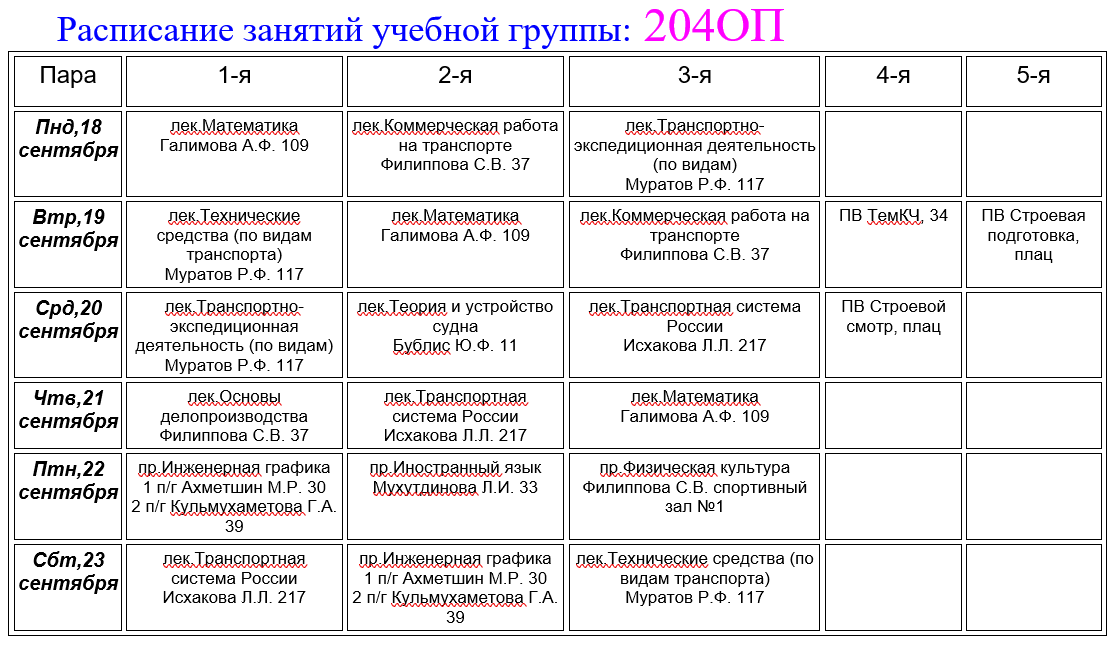 Расписание занятий учебной группы: 204ОП
Пара
1-я
2-я
3-я
4-я
5-я
Пнд,18
сентября
лек.Математика
Галимова А.Ф. 109
лек.Коммерческая работа
на транспорте
Филиппова С.В. 37
лек.Транспортно-
экспедиционная деятельность
(по видам)
Муратов Р.Ф. 117
Втр,19
сентября
лек.Технические
средства (по видам
транспорта)
Муратов Р.Ф. 117
лек.Математика
Галимова А.Ф. 109
лек.Коммерческая работа на
транспорте
Филиппова С.В. 37
ПВ ТемКЧ, 34
ПВ Строевая
подготовка,
плац
Срд,20
сентября
лек.Транспортно-
экспедиционная
деятельность (по видам)
Муратов Р.Ф. 117
лек.Теория и устройство
судна
Бублис Ю.Ф. 11
лек.Транспортная система
России
Исхакова Л.Л. 217
ПВ Строевой
смотр, плац
Чтв,21
сентября
лек.Основы
делопроизводства
Филиппова С.В. 37
лек.Транспортная
система России
Исхакова Л.Л. 217
лек.Математика
Галимова А.Ф. 109
Птн,22
сентября
пр.Инженерная графика
1 п/г Ахметшин М.Р. 30
2 п/г Кульмухаметова Г.А.
39
пр.Иностранный язык
Мухутдинова Л.И. 33
пр.Физическая культура
Филиппова С.В. спортивный
зал №1
Сбт,23
сентября
лек.Транспортная
система России
Исхакова Л.Л. 217
пр.Инженерная графика
1 п/г Ахметшин М.Р. 30
2 п/г Кульмухаметова Г.А.
39
лек.Технические средства (по
видам транспорта)
Муратов Р.Ф. 117